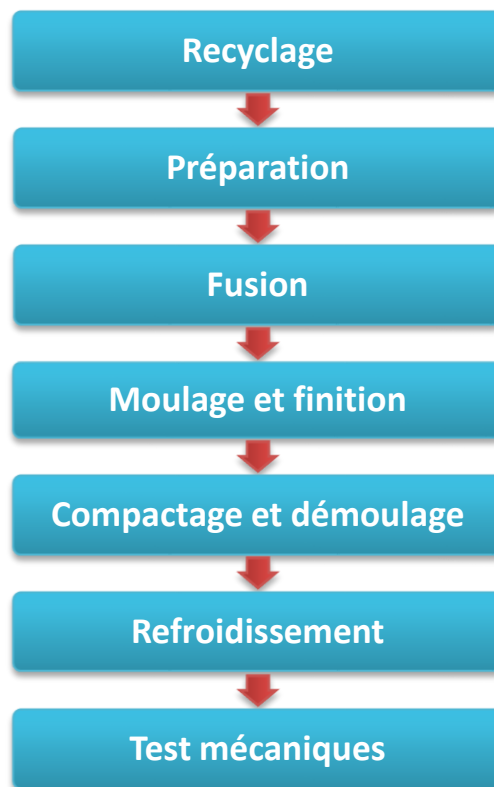 Recyclage
Préparation
Fusion
Moulage et finition
Compactage et démoulage
Refroidissement
Test mécaniques